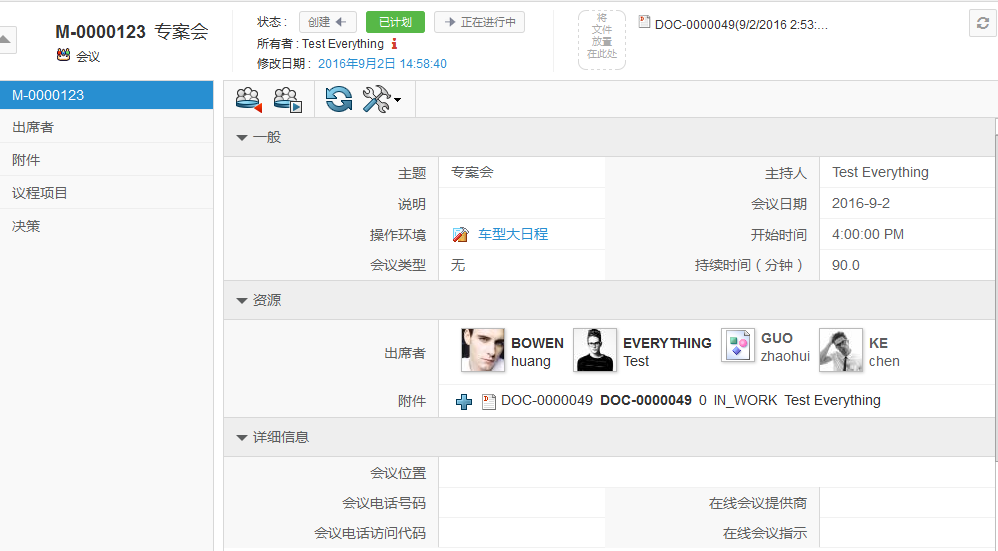 M-0000123 专案会
会议
状态 : 创建 已计划 正在进行中
所有者 : Test Everything
修改日期 : 2016年9月2日 14:58:40
将
文件
放置
在此处
DOC-0000049(9/2/2016 2:53:...
M-0000123
出席者
附件
议程项目
决策
一般
主题 专案会 主持人 Test Everything
说明 会议日期 2016-9-2
操作环境 车型大日程 开始时间 4:00:00 PM
会议类型 无 持续时间（分钟） 90.0
资源
出席者
BOWEN
huang
EVERYTHING
Test
GUO
zhaohui
KE
chen
附件 DOC-0000049 DOC-0000049 0 IN_WORK Test Everything
详细信息
会议位置
会议电话号码 在线会议提供商
会议电话访问代码 在线会议指示